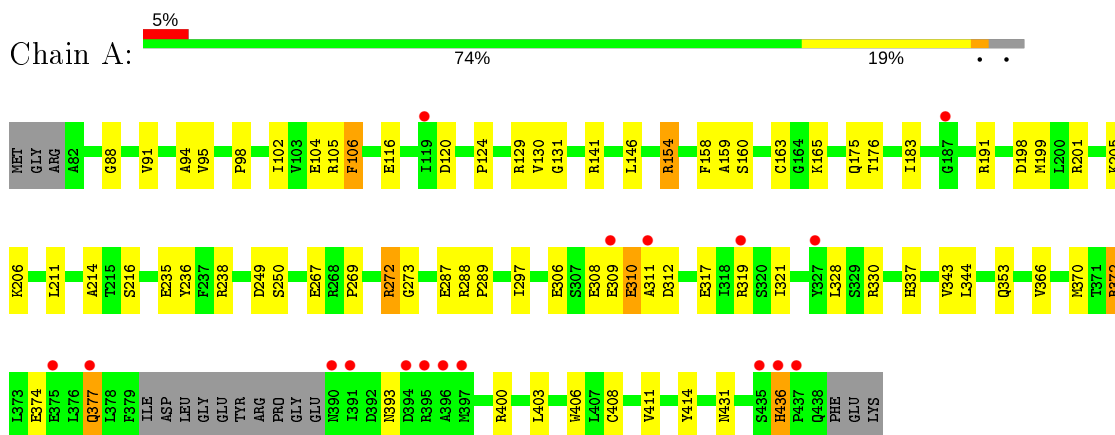 5%
Chain A:
74% 19% • •
MET GLY ARG A82 G88 V91 A94 V95 P98 I102 V103 E104 R105 F106 E116 I119 D120 P124 R129 V130 G131 R141 L146 R154 F158 A159 S160 C163 G164 K165 Q175 T176 I183 G187 R191 D198 M199 L200 R201 K205
K206 L211 A214 T215 S216 E235 Y236 F237 R238 D249 S250 E267 R268 P269 R272 G273 E287 R288 P289 I297 E306 S307 E308 E309 E310 A311 D312 E317 I318 R319 S320 I321 Y327 L328 S329 R330 H337 V343 L344 Q353 V366 M370 T371 R372
L373 E374 E375 L376 Q377 L378 F379 ILE ASP LEU GLY GLU TYR ARG PRO GLY GLU N390 I391 D392 N393 D394 R395 A396 M397 R400 L403 W406 L407 C408 V411 Y414 N431 S435 H436 P437 Q438 PHE GLU LYS